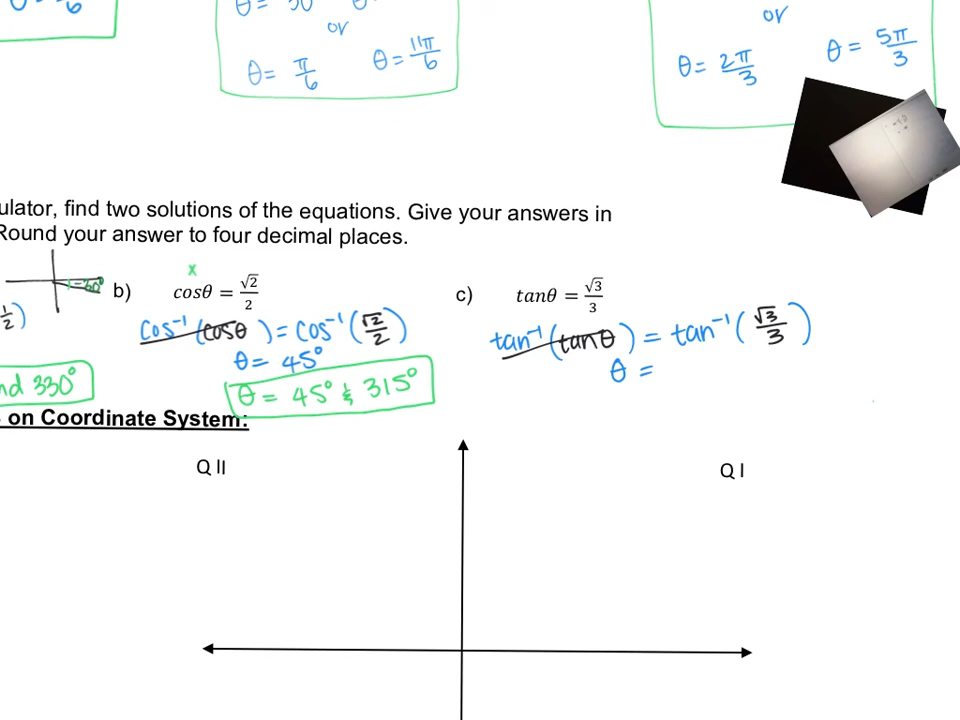 θ = 30
or
θ = π/6 θ = 11π/6
or
θ = 2π/3 θ = 5π/3
ulator, find two solutions of the equations. Give your answers in
Round your answer to four decimal places.
-30°
x
b) cosθ = √2/2
c) tanθ = √3/3
1/2)
cos⁻¹(cosθ) = cos⁻¹(√2/2)
tan⁻¹(tanθ) = tan⁻¹(√3/3)
θ = 45°
θ =
nd 330°
θ = 45° & 315°
on Coordinate System:
Q II
Q I